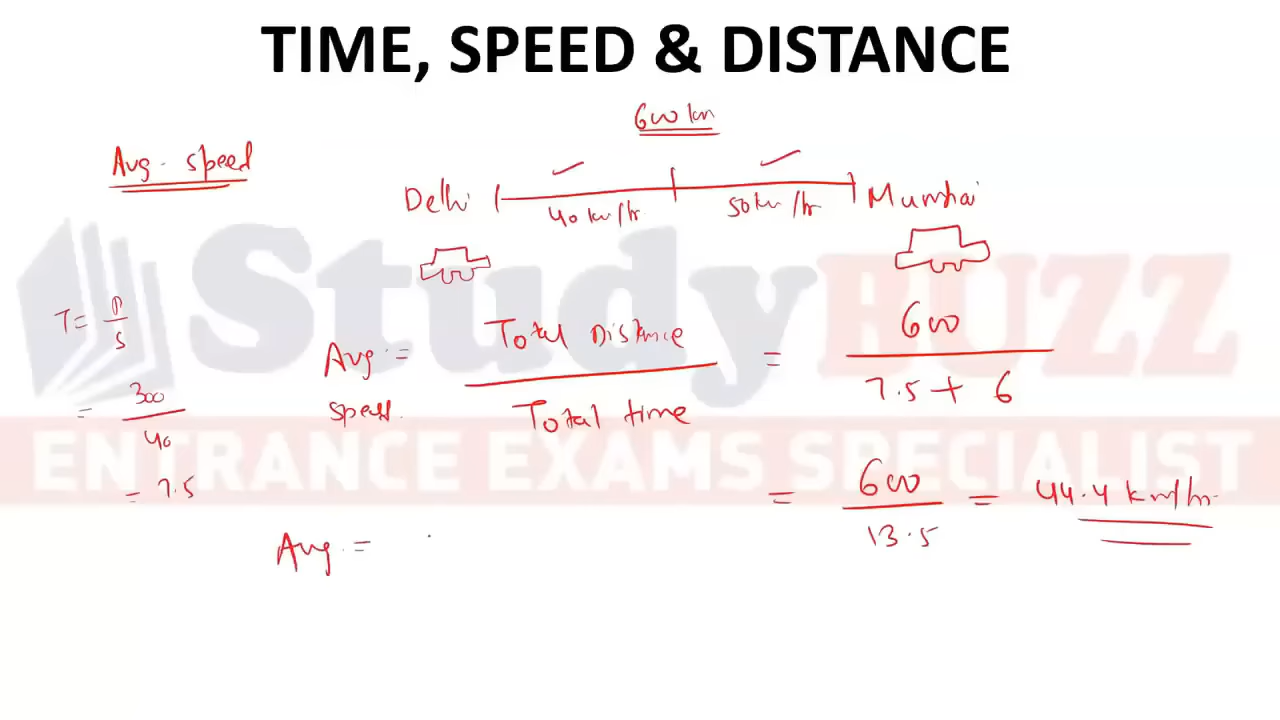 TIME, SPEED & DISTANCE
600 km
Avg. speed
Delhi
40 km/hr
50 km/hr
Mumbai
StudyBUZZ
ENTRANCE EXAMS SPECIALIST
T = D/S
= 300/40
= 7.5
Avg speed = Total Distance / Total time = 600 / 7.5 + 6
= 600 / 13.5 = 44.4 km/hr.
Avg. =